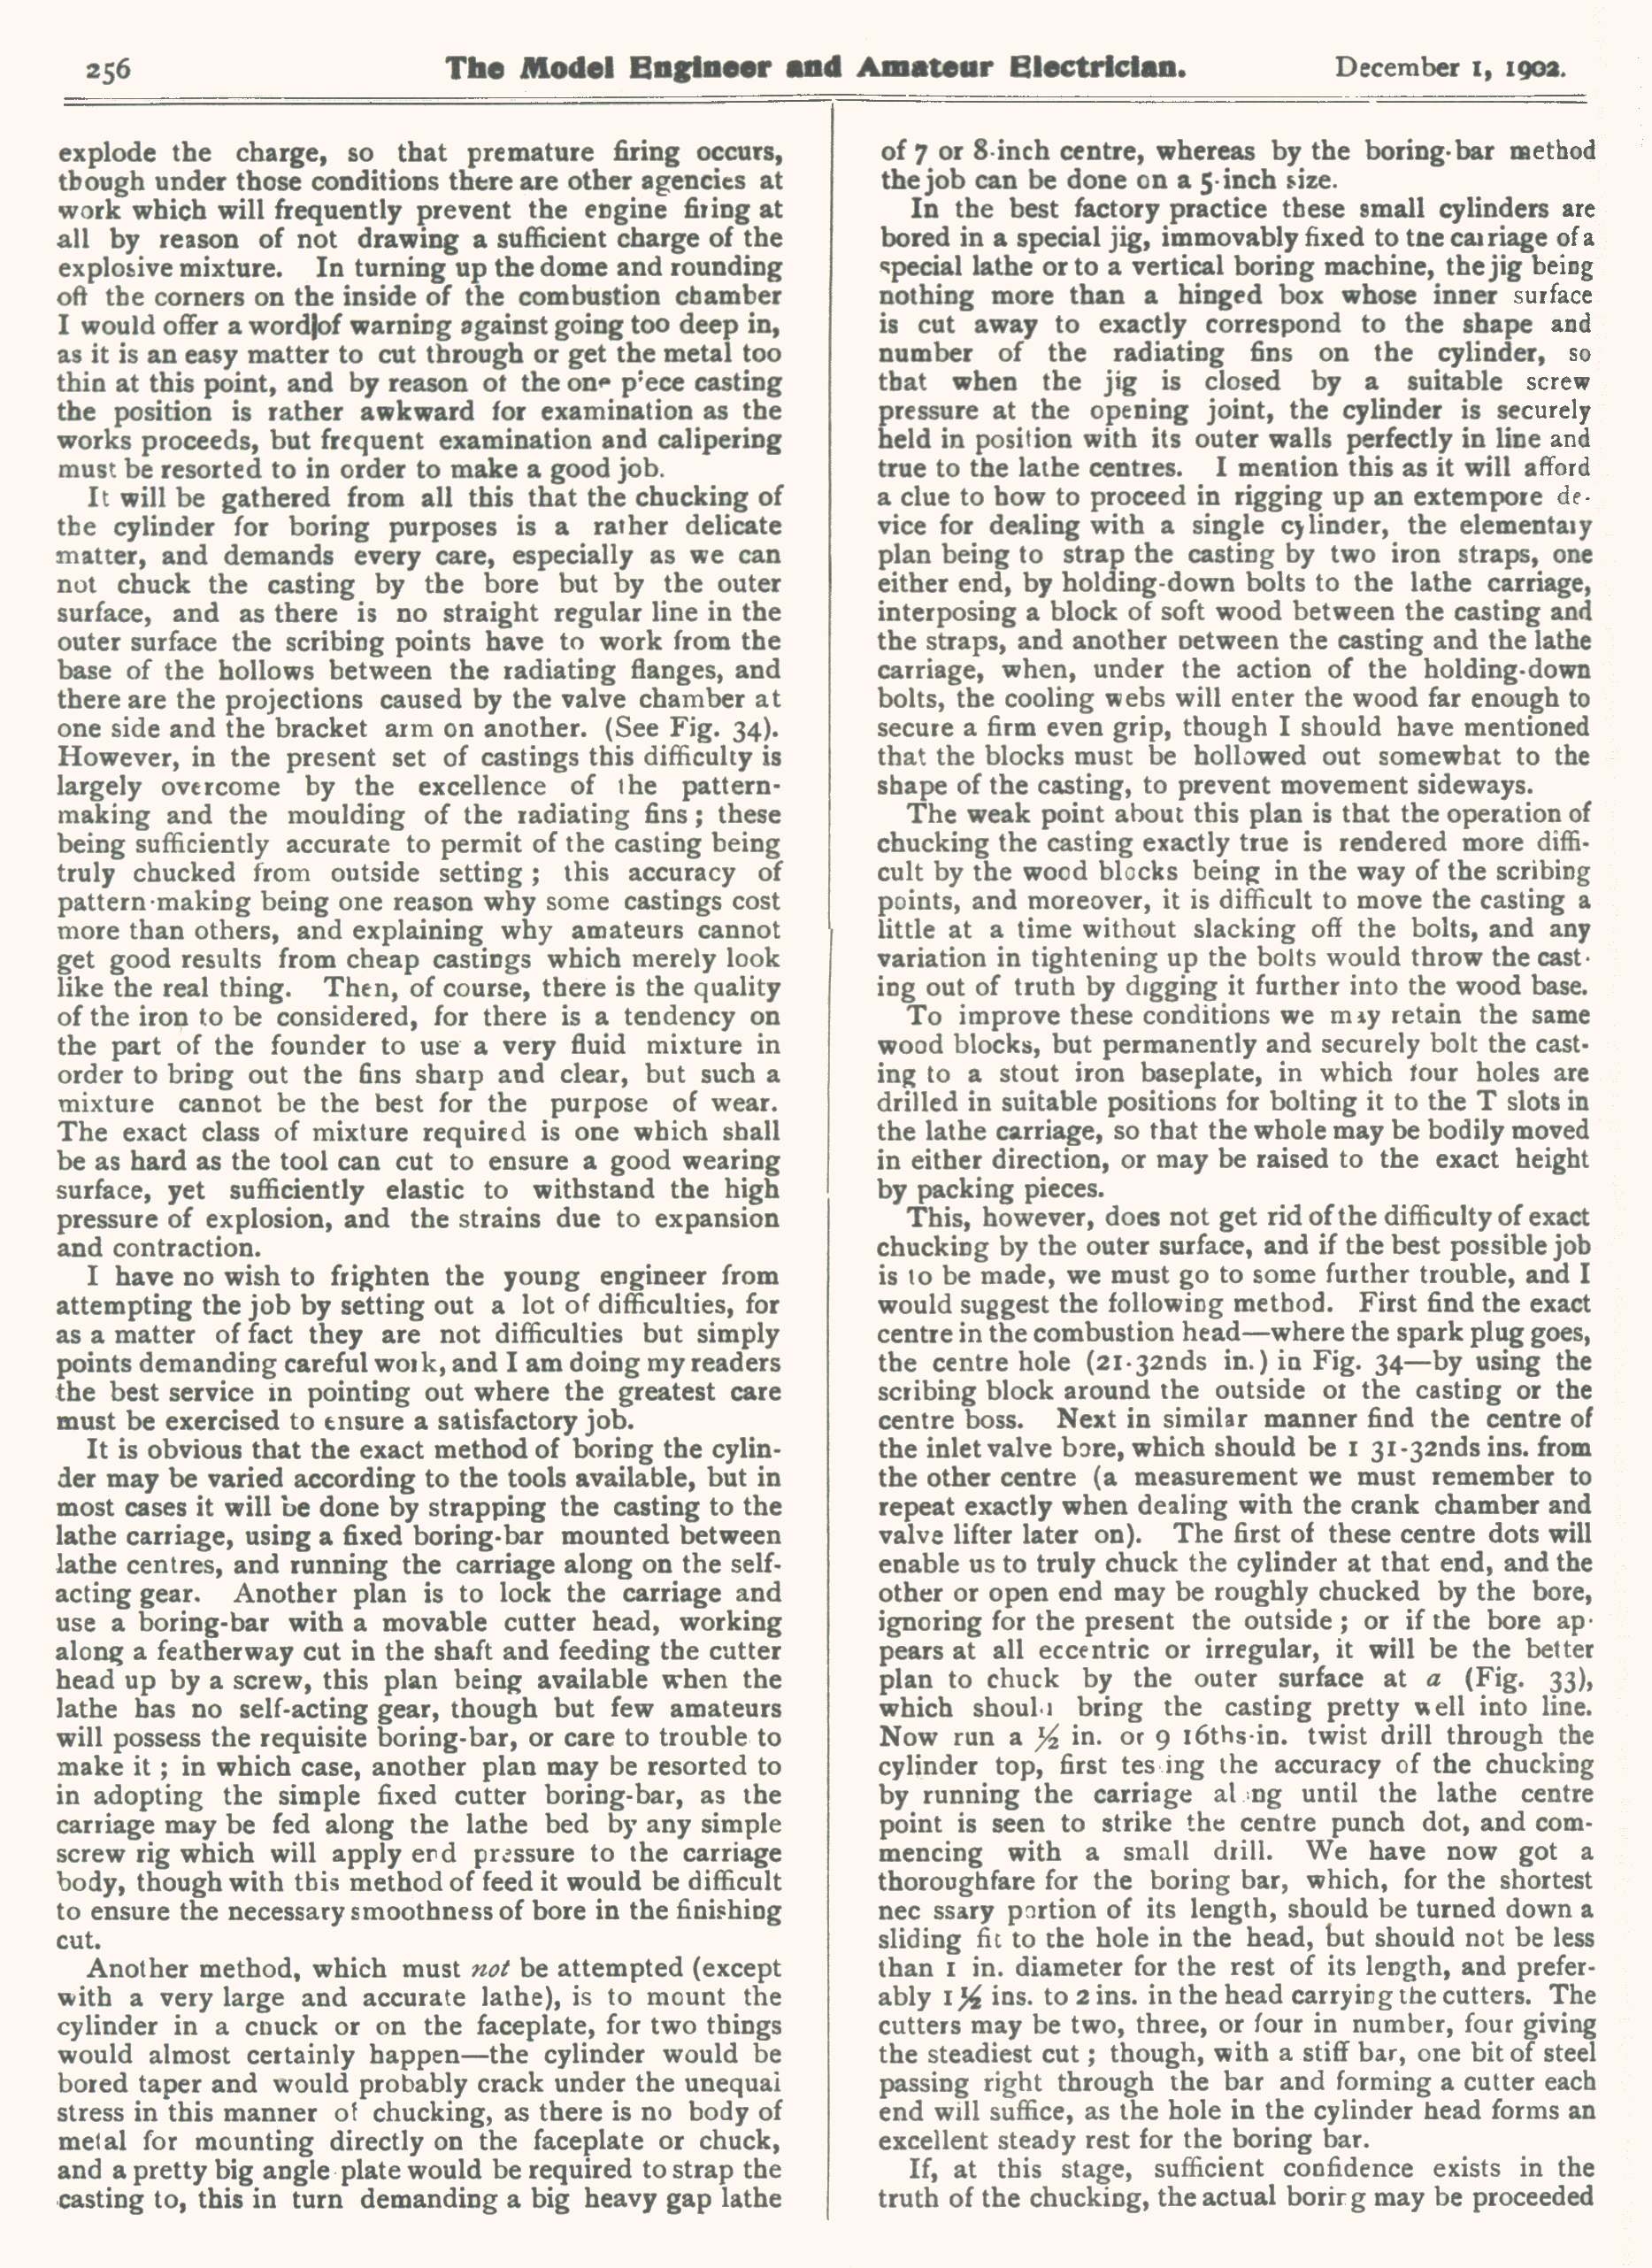 256
The Model Engineer and Amateur Electrician.
December 1, 1902.
explode the charge, so that premature firing occurs,
though under those conditions there are other agencies at
work which will frequently prevent the engine firing at
all by reason of not drawing a sufficient charge of the
explosive mixture. In turning up the dome and rounding
off the corners on the inside of the combustion chamber
I would offer a word of warning against going too deep in,
as it is an easy matter to cut through or get the metal too
thin at this point, and by reason of the one piece casting
the position is rather awkward for examination as the
works proceeds, but frequent examination and calipering
must be resorted to in order to make a good job.
It will be gathered from all this that the chucking of
the cylinder for boring purposes is a rather delicate
matter, and demands every care, especially as we can
not chuck the casting by the bore but by the outer
surface, and as there is no straight regular line in the
outer surface the scribing points have to work from the
base of the hollows between the radiating flanges, and
there are the projections caused by the valve chamber at
one side and the bracket arm on another. (See Fig. 34).
However, in the present set of castings this difficulty is
largely overcome by the excellence of the pattern-
making and the moulding of the radiating fins; these
being sufficiently accurate to permit of the casting being
truly chucked from outside setting; this accuracy of
pattern-making being one reason why some castings cost
more than others, and explaining why amateurs cannot
get good results from cheap castings which merely look
like the real thing. Then, of course, there is the quality
of the iron to be considered, for there is a tendency on
the part of the founder to use a very fluid mixture in
order to bring out the fins sharp and clear, but such a
mixture cannot be the best for the purpose of wear.
The exact class of mixture required is one which shall
be as hard as the tool can cut to ensure a good wearing
surface, yet sufficiently elastic to withstand the high
pressure of explosion, and the strains due to expansion
and contraction.
I have no wish to frighten the young engineer from
attempting the job by setting out a lot of difficulties, for
as a matter of fact they are not difficulties but simply
points demanding careful work, and I am doing my readers
the best service in pointing out where the greatest care
must be exercised to ensure a satisfactory job.
It is obvious that the exact method of boring the cylin-
der may be varied according to the tools available, but in
most cases it will be done by strapping the casting to the
lathe carriage, using a fixed boring-bar mounted between
lathe centres, and running the carriage along on the self-
acting gear. Another plan is to lock the carriage and
use a boring-bar with a movable cutter head, working
along a featherway cut in the shaft and feeding the cutter
head up by a screw, this plan being available when the
lathe has no self-acting gear, though but few amateurs
will possess the requisite boring-bar, or care to trouble to
make it; in which case, another plan may be resorted to
in adopting the simple fixed cutter boring-bar, as the
carriage may be fed along the lathe bed by any simple
screw rig which will apply end pressure to the carriage
body, though with this method of feed it would be difficult
to ensure the necessary smoothness of bore in the finishing
cut.
Another method, which must not be attempted (except
with a very large and accurate lathe), is to mount the
cylinder in a chuck or on the faceplate, for two things
would almost certainly happen—the cylinder would be
bored taper and would probably crack under the unequal
stress in this manner of chucking, as there is no body of
metal for mounting directly on the faceplate or chuck,
and a pretty big angle plate would be required to strap the
casting to, this in turn demanding a big heavy gap lathe
of 7 or 8-inch centre, whereas by the boring-bar method
the job can be done on a 5-inch size.
In the best factory practice these small cylinders are
bored in a special jig, immovably fixed to the carriage of a
special lathe or to a vertical boring machine, the jig being
nothing more than a hinged box whose inner surface
is cut away to exactly correspond to the shape and
number of the radiating fins on the cylinder, so
that when the jig is closed by a suitable screw
pressure at the opening joint, the cylinder is securely
held in position with its outer walls perfectly in line and
true to the lathe centres. I mention this as it will afford
a clue to how to proceed in rigging up an extempore de-
vice for dealing with a single cylinder, the elementary
plan being to strap the casting by two iron straps, one
either end, by holding-down bolts to the lathe carriage,
interposing a block of soft wood between the casting and
the straps, and another between the casting and the lathe
carriage, when, under the action of the holding-down
bolts, the cooling webs will enter the wood far enough to
secure a firm even grip, though I should have mentioned
that the blocks must be hollowed out somewhat to the
shape of the casting, to prevent movement sideways.
The weak point about this plan is that the operation of
chucking the casting exactly true is rendered more diffi-
cult by the wood blocks being in the way of the scribing
points, and moreover, it is difficult to move the casting a
little at a time without slacking off the bolts, and any
variation in tightening up the bolts would throw the cast-
ing out of truth by digging it further into the wood base.
To improve these conditions we may retain the same
wood blocks, but permanently and securely bolt the cast-
ing to a stout iron baseplate, in which four holes are
drilled in suitable positions for bolting it to the T slots in
the lathe carriage, so that the whole may be bodily moved
in either direction, or may be raised to the exact height
by packing pieces.
This, however, does not get rid of the difficulty of exact
chucking by the outer surface, and if the best possible job
is to be made, we must go to some further trouble, and I
would suggest the following method. First find the exact
centre in the combustion head—where the spark plug goes,
the centre hole (21-32nds in.) in Fig. 34—by using the
scribing block around the outside of the casting or the
centre boss. Next in similar manner find the centre of
the inlet valve bore, which should be 1 31-32nds ins. from
the other centre (a measurement we must remember to
repeat exactly when dealing with the crank chamber and
valve lifter later on). The first of these centre dots will
enable us to truly chuck the cylinder at that end, and the
other or open end may be roughly chucked by the bore,
ignoring for the present the outside; or if the bore ap-
pears at all eccentric or irregular, it will be the better
plan to chuck by the outer surface at a (Fig. 33),
which should bring the casting pretty well into line.
Now run a ½ in. or 9 16ths-in. twist drill through the
cylinder top, first testing the accuracy of the chucking
by running the carriage along until the lathe centre
point is seen to strike the centre punch dot, and com-
mencing with a small drill. We have now got a
thoroughfare for the boring bar, which, for the shortest
nec ssary portion of its length, should be turned down a
sliding fit to the hole in the head, but should not be less
than 1 in. diameter for the rest of its length, and prefer-
ably 1½ ins. to 2 ins. in the head carrying the cutters. The
cutters may be two, three, or four in number, four giving
the steadiest cut; though, with a stiff bar, one bit of steel
passing right through the bar and forming a cutter each
end will suffice, as the hole in the cylinder head forms an
excellent steady rest for the boring bar.
If, at this stage, sufficient confidence exists in the
truth of the chucking, the actual boring may be proceeded